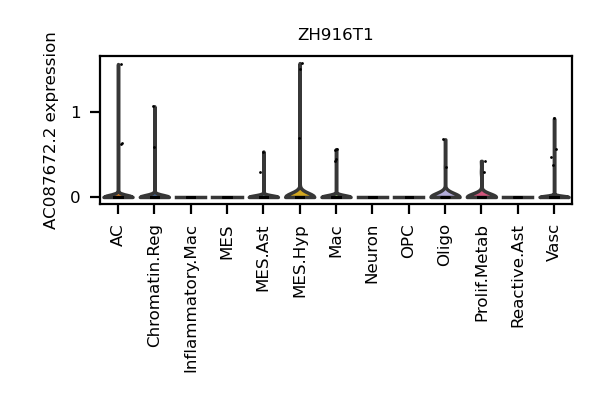 ZH916T1
AC087672.2 expression
1
0
AC
Chromatin.Reg
Inflammatory.Mac
MES
MES.Ast
MES.Hyp
Mac
Neuron
OPC
Oligo
Prolif.Metab
Reactive.Ast
Vasc